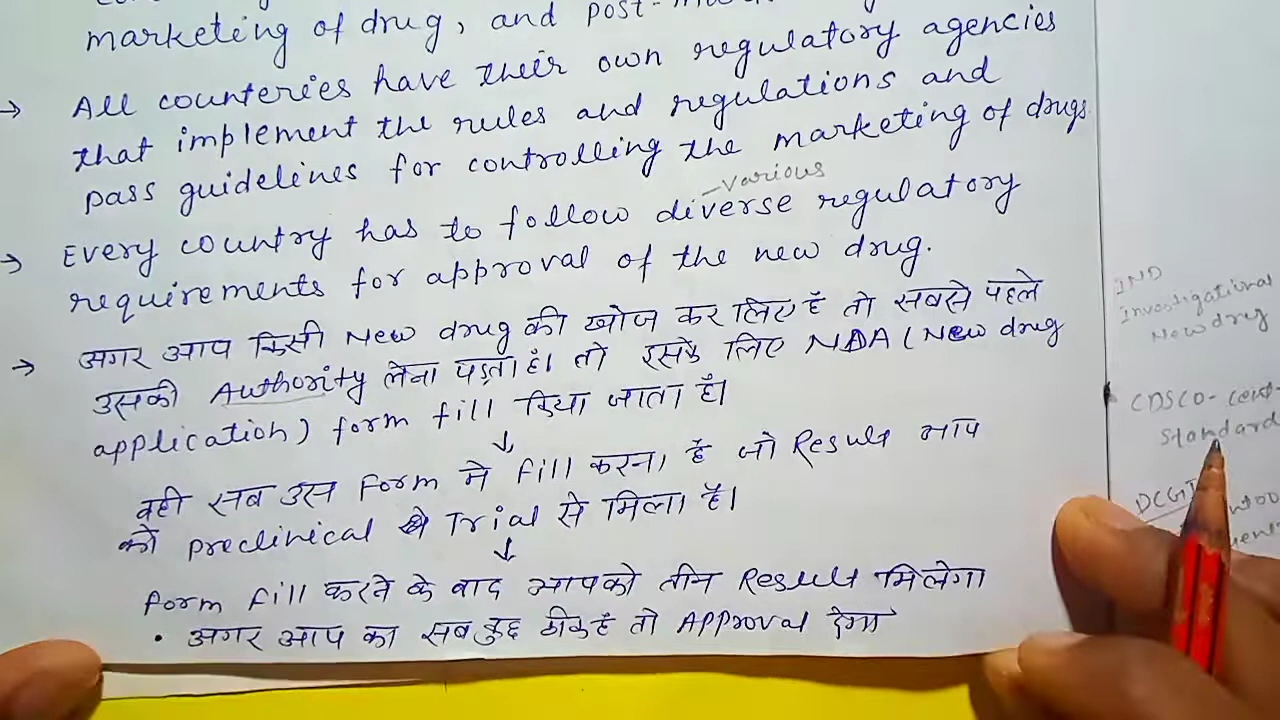 marketing of drug, and post-
→ All counteries have their own regulatory agencies
that implement the rules and regulations and
pass guidelines for controlling the marketing of drugs.
-various
→ Every country has to follow diverse regulatory
requirements for approval of the new drug.
→ अगर आप किसी New drug की खोज कर लिए हैं तो सबसे पहले
उसकी Authority लेना पड़ता है। तो इसके लिए NDA (New drug
application) form fill किया जाता है।
↓
वही सब उस Form में fill करना है जो Result आप
को preclinical Trial से मिला है।
↓
form fill करने के बाद आपको तीन Result मिलेगा
• अगर आप का सब कुछ ठीक है तो Approval देगा
IND
Investigational
New drug
CDSCO-
Standard
DCGI